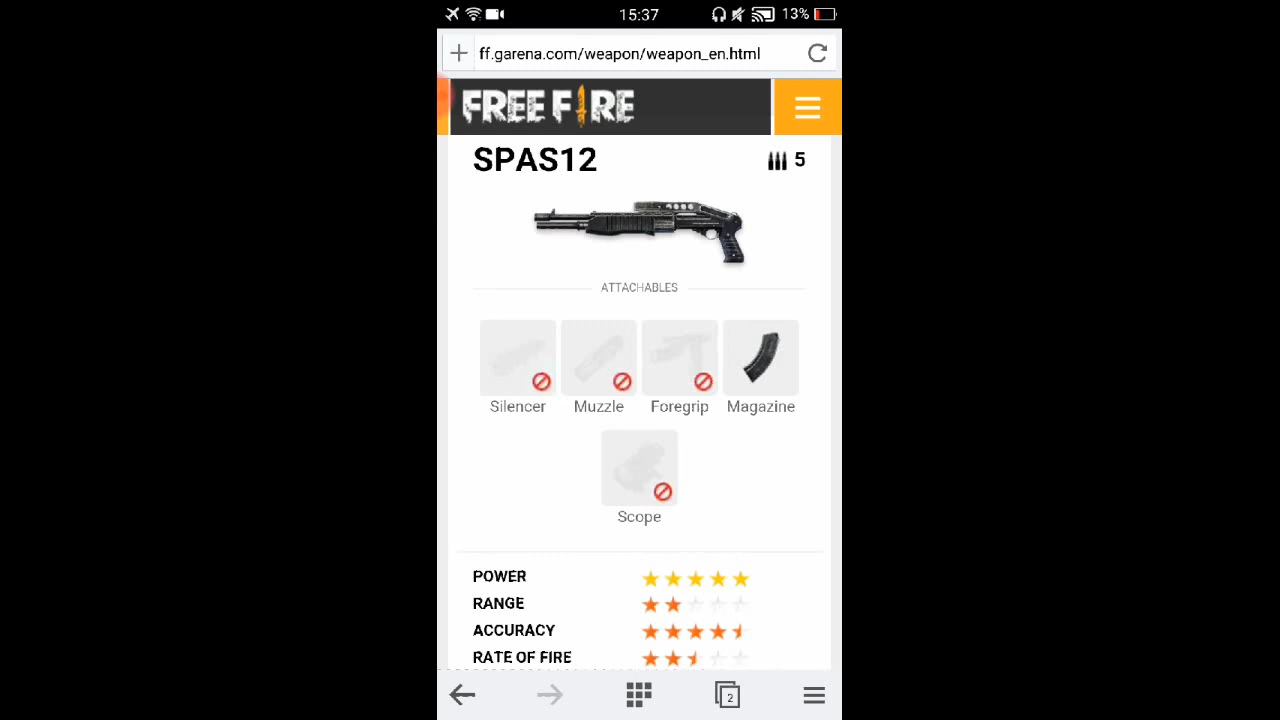 15:37
13%
ff.garena.com/weapon/weapon_en.html
FREE FIRE
SPAS12
5
ATTACHABLES
Silencer Muzzle Foregrip Magazine
Scope
POWER
RANGE
ACCURACY
RATE OF FIRE
2